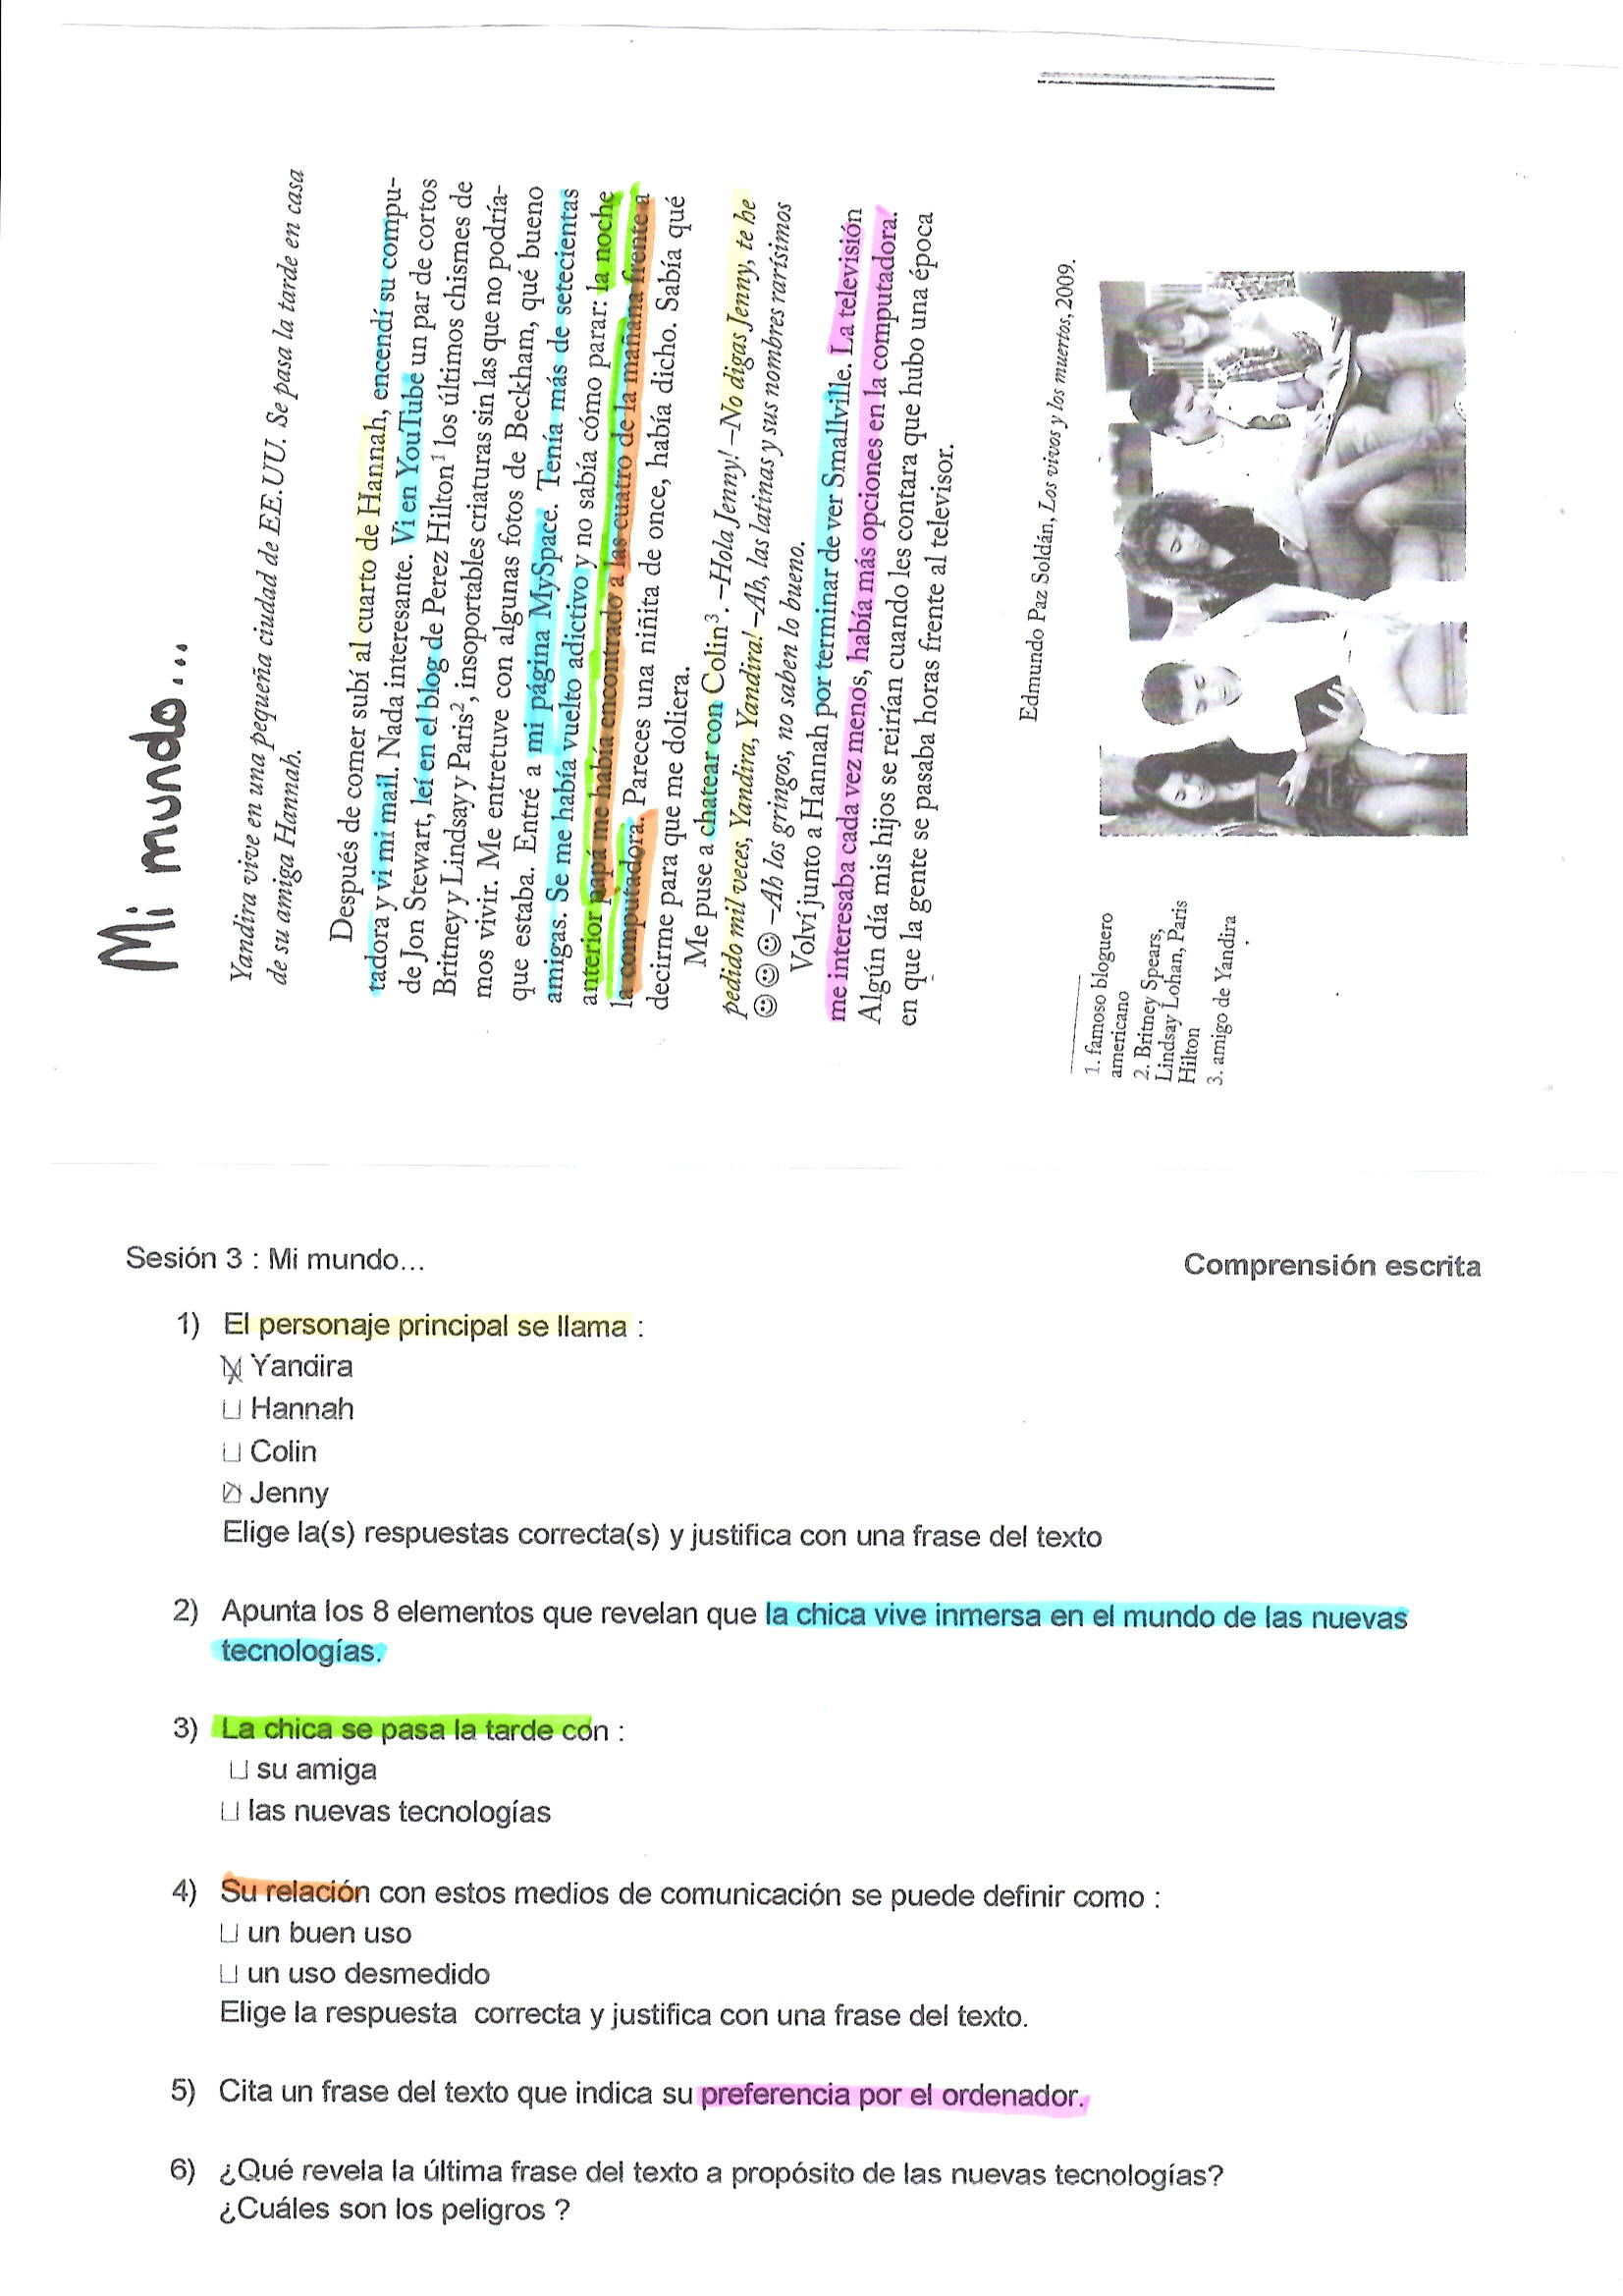 Mi mundo...
Yandira vive en una pequeña ciudad de EE.UU. Se pasa la tarde en casa
de su amiga Hannah.
Después de comer subí al cuarto de Hannah, encendí su compu-
tadora y vi mi mail. Nada interesante. Vi en YouTube un par de cortos
de Jon Stewart, leí en el blog de Perez Hilton¹ los últimos chismes de
Britney y Lindsay y Paris², insoportables criaturas sin las que no podría-
mos vivir. Me entretuve con algunas fotos de Beckham, qué bueno
que estaba. Entré a mi página MySpace. Tenía más de setecientas
amigas. Se me había vuelto adictivo y no sabía cómo parar: la noche
anterior papá me había encontrado a las cuatro de la mañana frente a
la computadora. Pareces una niñita de once, había dicho. Sabía qué
decirme para que me doliera.
Me puse a chatear con Colin³. –Hola Jenny! –No digas Jenny, te he
pedido mil veces, Yandira, Yandira! –Ah, las latinas y sus nombres rarísimos
☺☺☺ –Ah los gringos, no saben lo bueno.
Volví junto a Hannah por terminar de ver Smallville. La televisión
me interesaba cada vez menos, había más opciones en la computadora.
Algún día mis hijos se reirían cuando les contara que hubo una época
en que la gente se pasaba horas frente al televisor.
Edmundo Paz Soldán, Los vivos y los muertos, 2009.
1. famoso bloguero
americano
2. Britney Spears,
Lindsay Lohan, Paris
Hilton
3. amigo de Yandira
Sesión 3 : Mi mundo... Comprensión escrita
1) El personaje principal se llama :
☒ Yandira
☐ Hannah
☐ Colin
☒ Jenny
Elige la(s) respuestas correcta(s) y justifica con una frase del texto
2) Apunta los 8 elementos que revelan que la chica vive inmersa en el mundo de las nuevas
tecnologías.
3) La chica se pasa la tarde con :
☐ su amiga
☐ las nuevas tecnologías
4) Su relación con estos medios de comunicación se puede definir como :
☐ un buen uso
☐ un uso desmedido
Elige la respuesta correcta y justifica con una frase del texto.
5) Cita un frase del texto que indica su preferencia por el ordenador.
6) ¿Qué revela la última frase del texto a propósito de las nuevas tecnologías?
¿Cuáles son los peligros ?